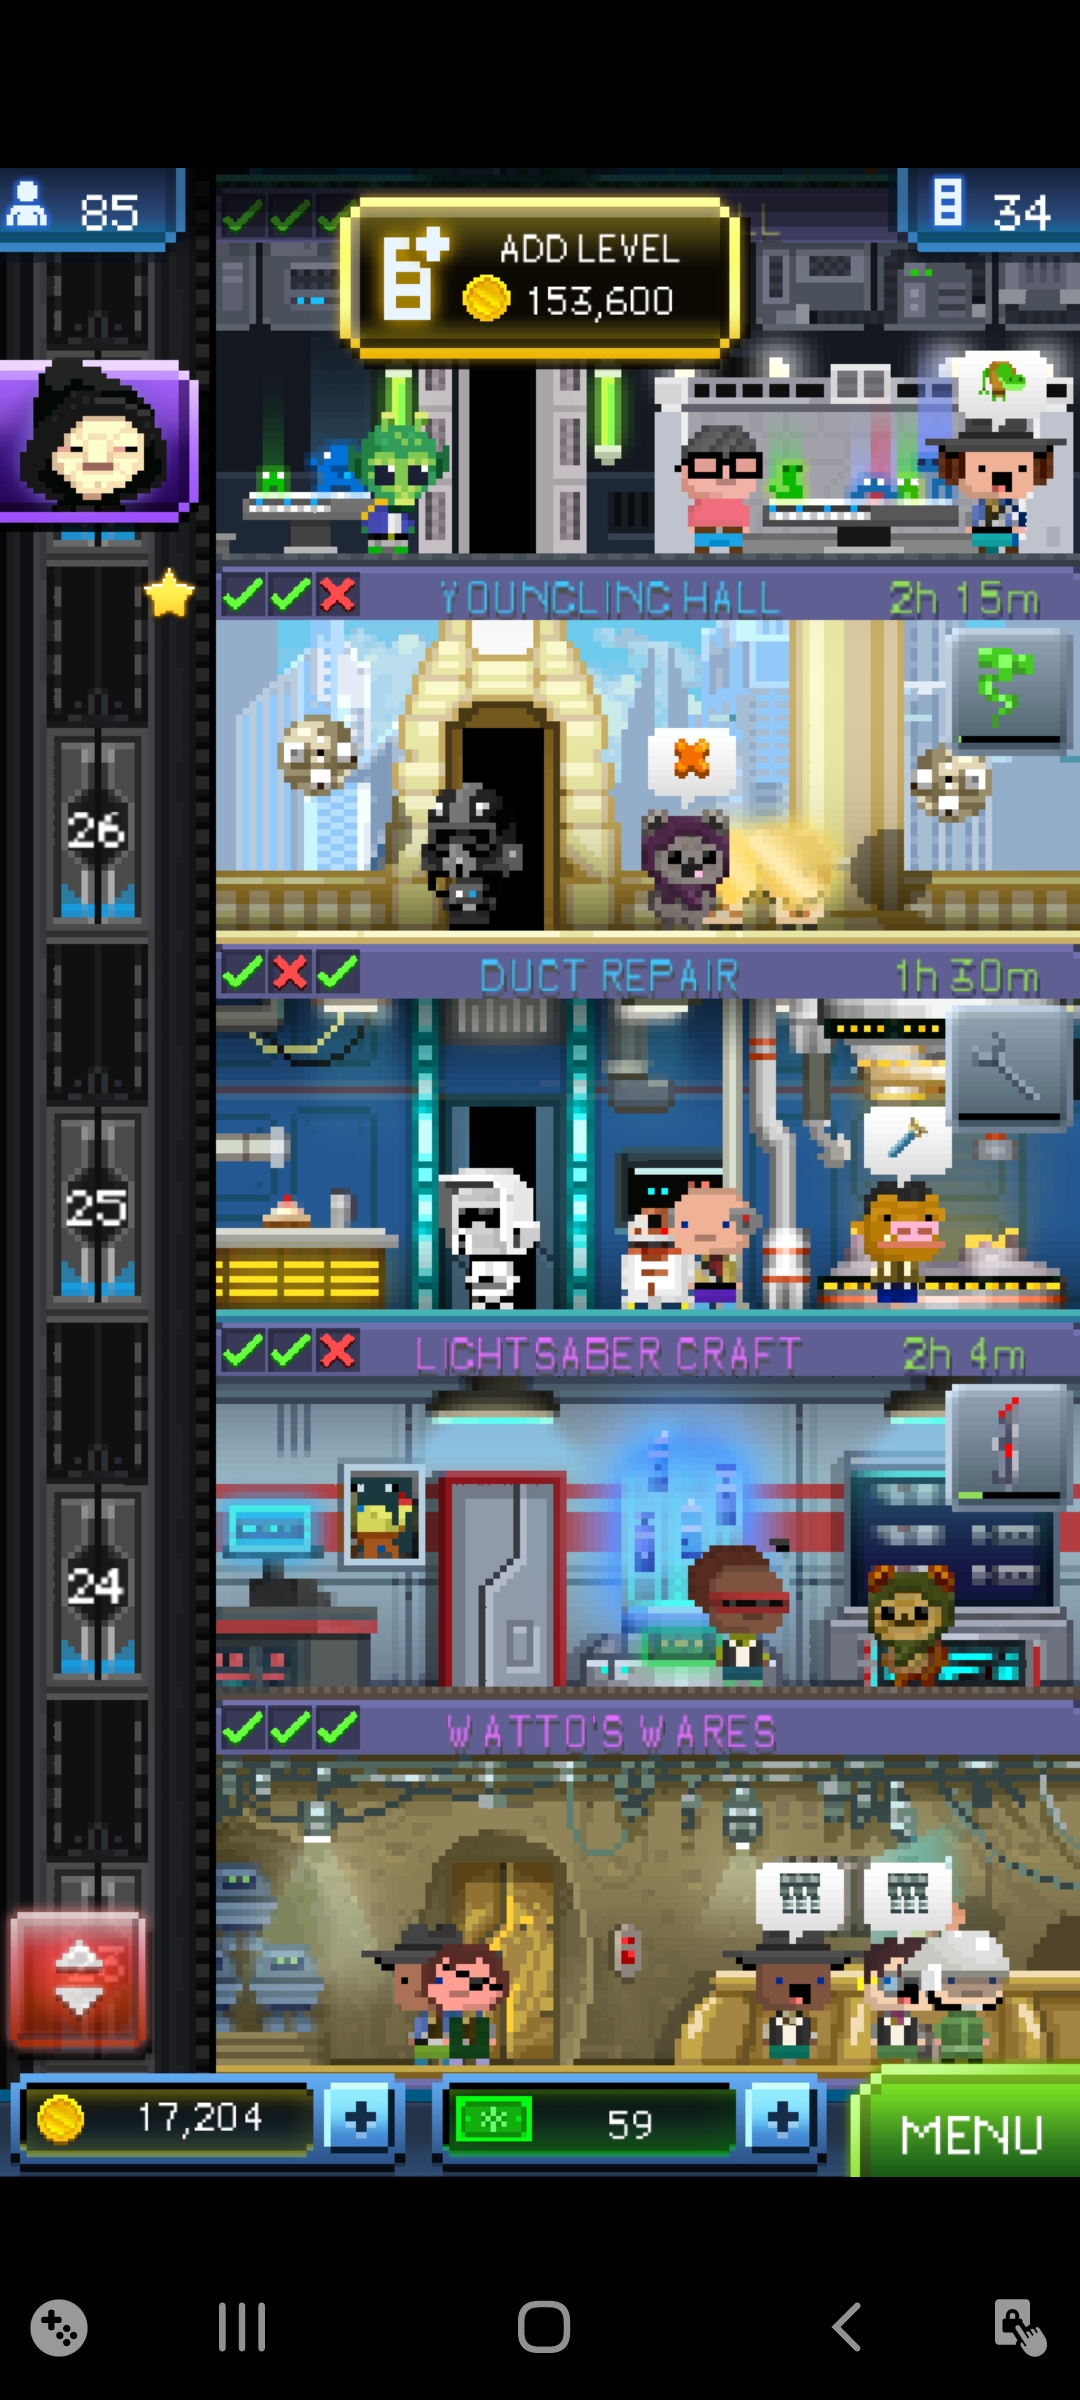 85
34
ADD LEVEL
153,600
YOUNGLING HALL 2h 15m
26
DUCT REPAIR 1h 30m
25
LIGHTSABER CRAFT 2h 4m
24
WATTO'S WARES
17,204
59
MENU